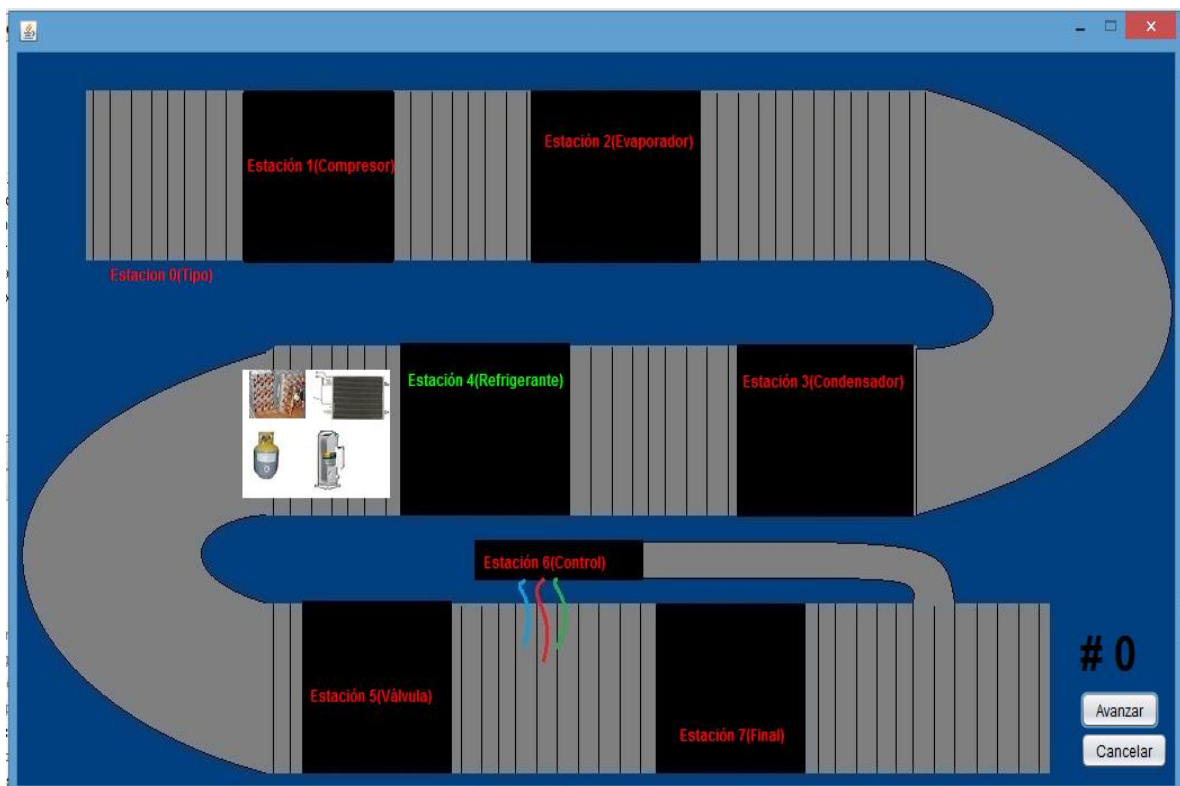 Estación 1(Compresor)
Estación 2(Evaporador)
Estacion 0(Tipo)
Estación 4(Refrigerante)
Estación 3(Condensador)
Estación 6(Control)
Estación 5(Válvula)
Estación 7(Final)
# 0
Avanzar
Cancelar